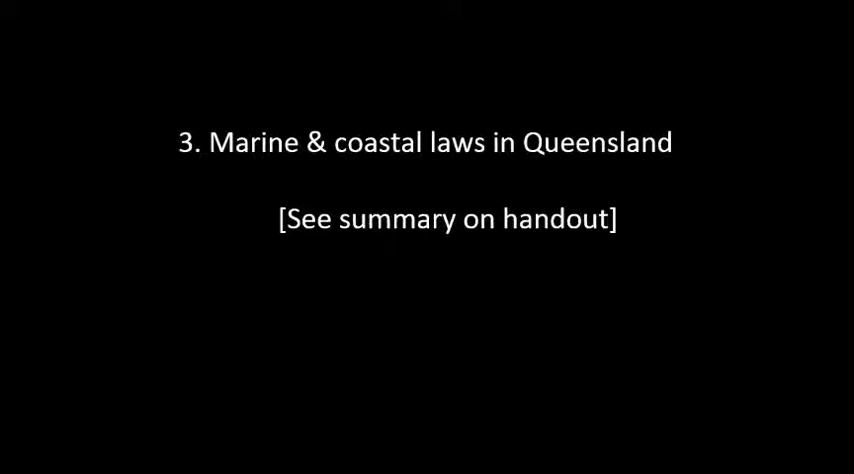 3. Marine & coastal laws in Queensland
[See summary on handout]